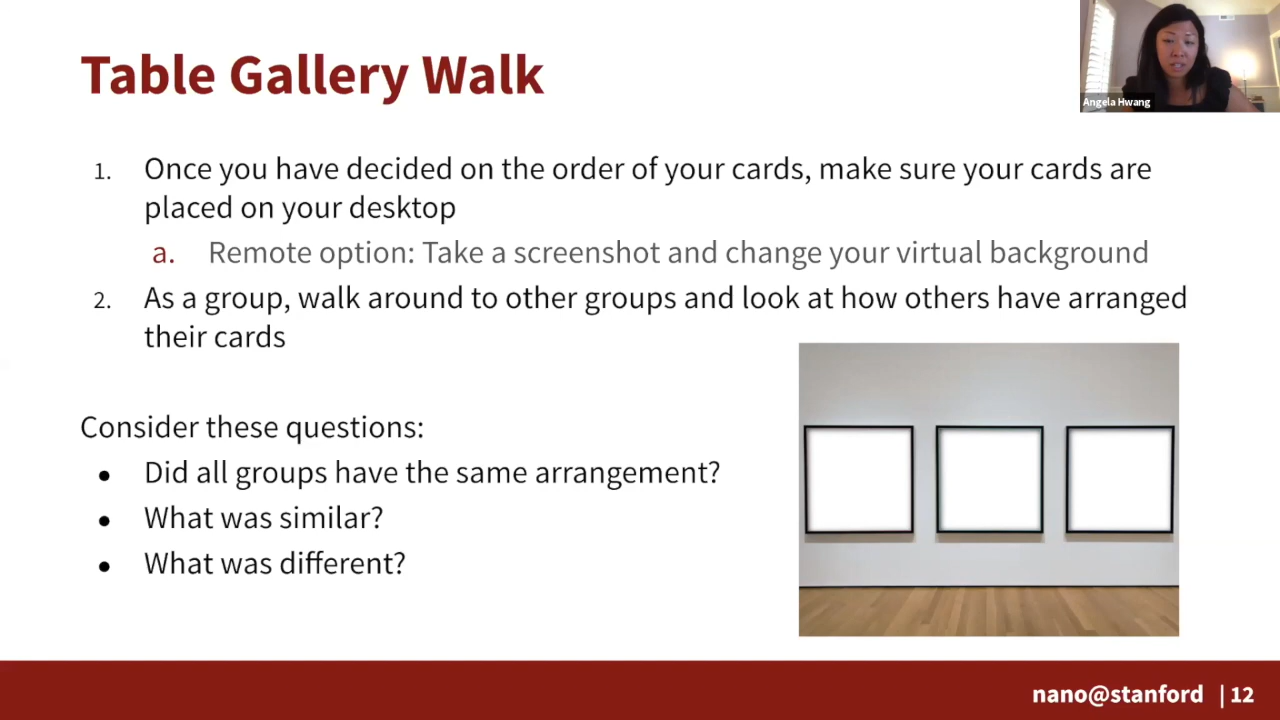 Table Gallery Walk
Angela Hwang
1. Once you have decided on the order of your cards, make sure your cards are
placed on your desktop
a. Remote option: Take a screenshot and change your virtual background
2. As a group, walk around to other groups and look at how others have arranged
their cards
Consider these questions:
● Did all groups have the same arrangement?
● What was similar?
● What was different?
nano@stanford | 12